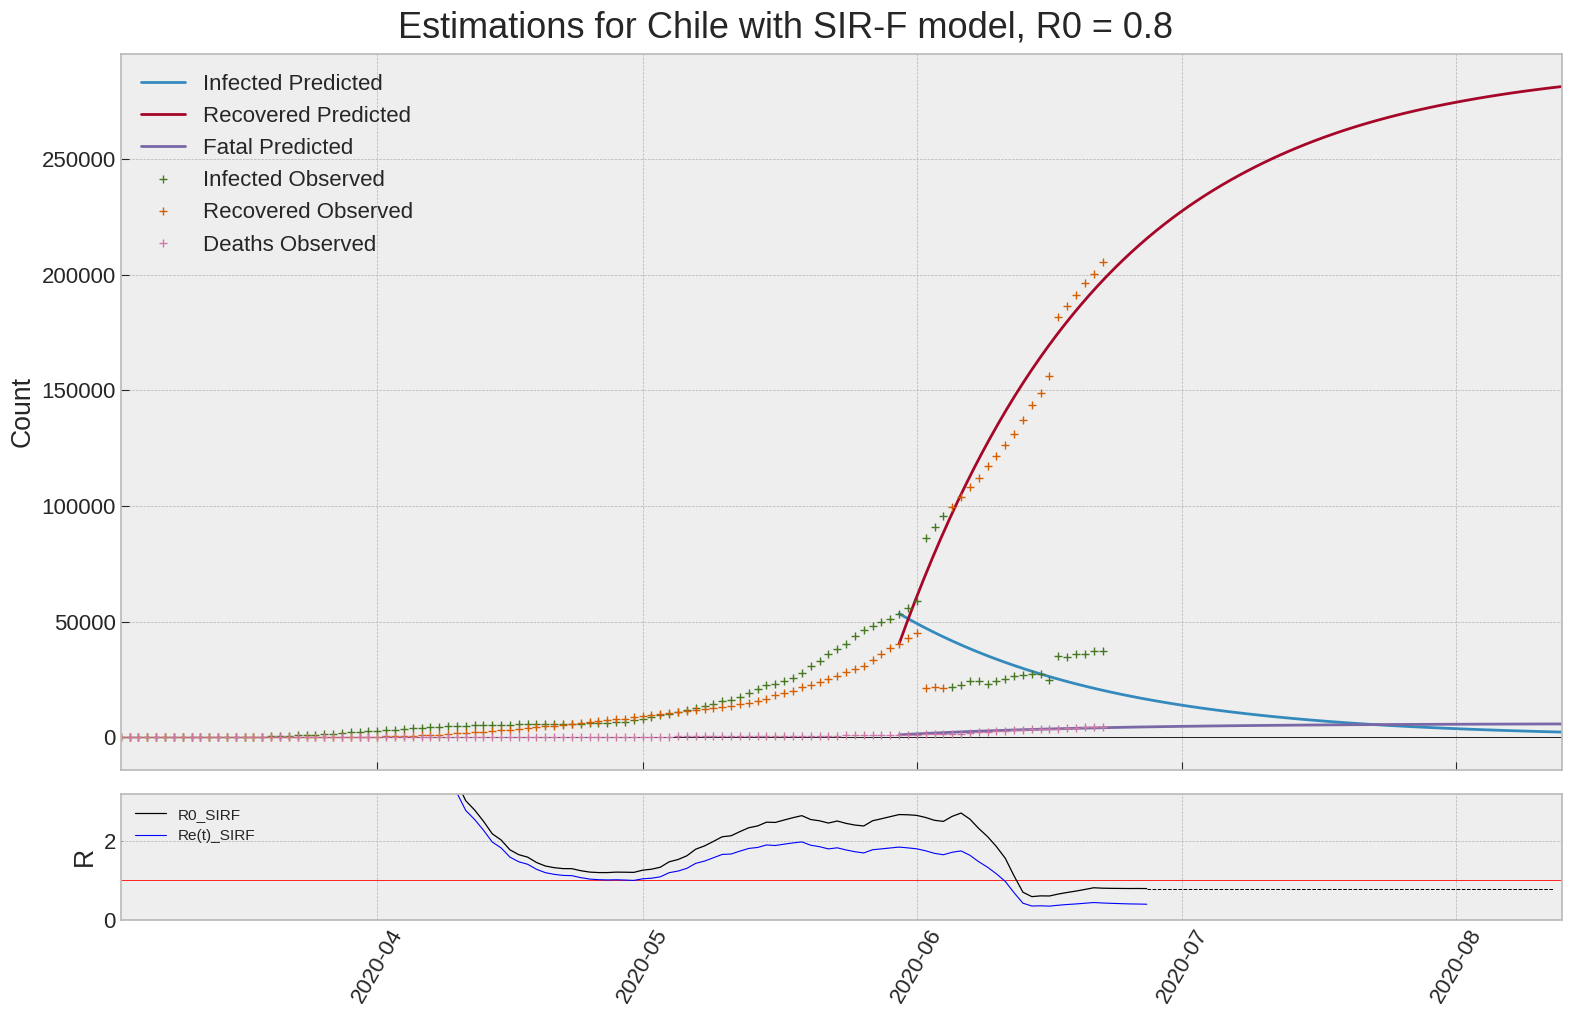 Estimations for Chile with SIR-F model, R0 = 0.8
Infected Predicted
Recovered Predicted
Fatal Predicted
Infected Observed
Recovered Observed
Deaths Observed
250000
200000
150000
100000
50000
0
Count
R0_SIRF
Re(t)_SIRF
2
0
R
2020-04
2020-05
2020-06
2020-07
2020-08